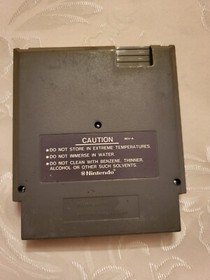 CAUTION
•DO NOT STORE IN EXTREME TEMPERATURES.
•DO NOT IMMERSE IN WATER.
•DO NOT CLEAN WITH BENZENE, THINNER,
ALCOHOL OR OTHER SUCH SOLVENTS.
®Nintendo